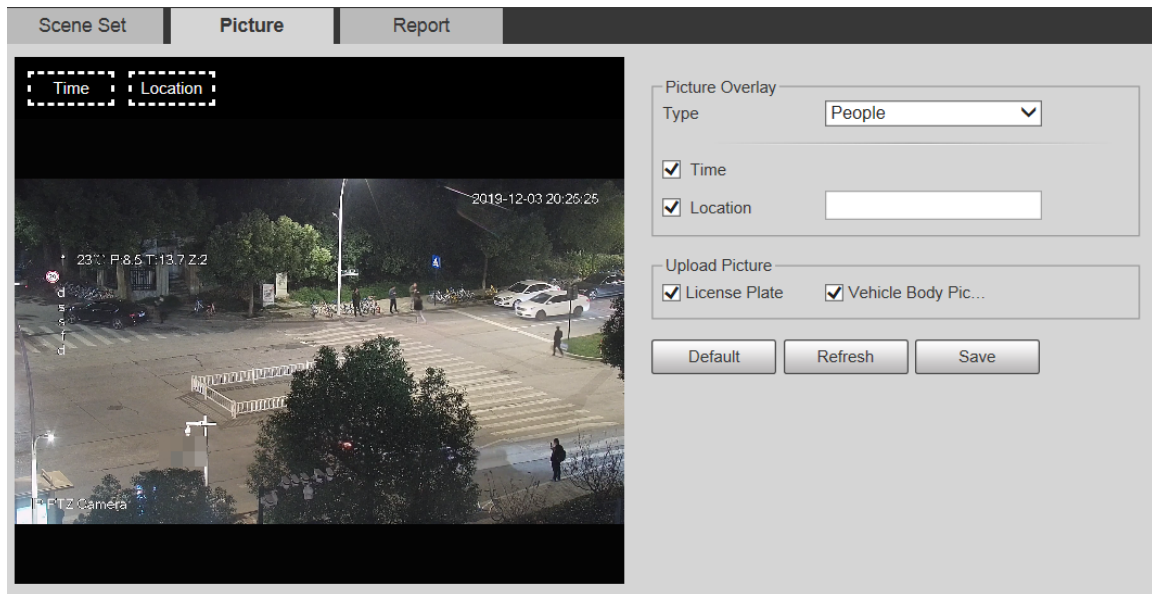 Scene Set
Picture
Report
Time
Location
2019-12-03 20:25:25
P:8.5 T:13.7 Z:2
d
s
s
f
d
IP PTZ Camera
Picture Overlay
Type
People
Time
Location
Upload Picture
License Plate
Vehicle Body Pic...
Default
Refresh
Save